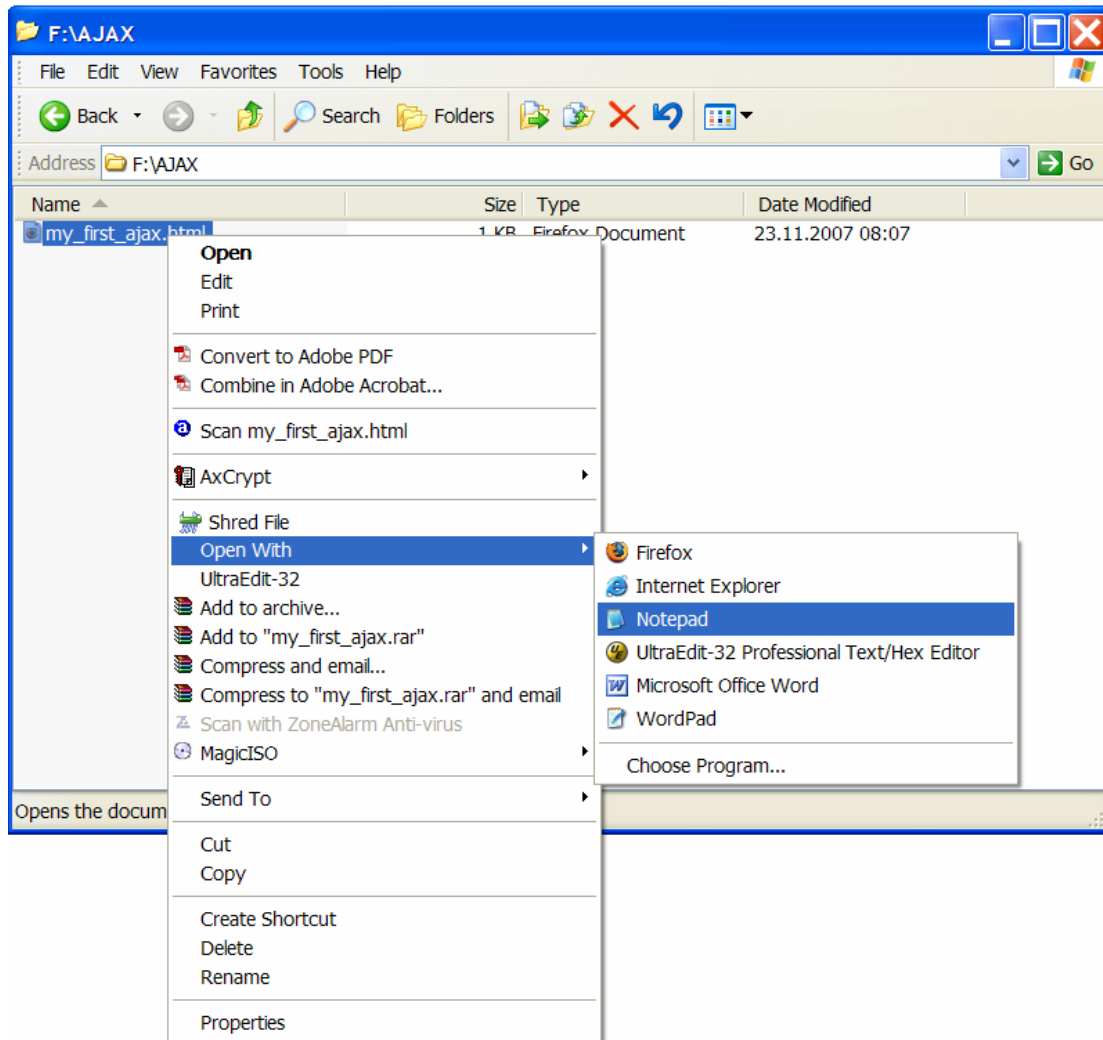 F:\AJAX
File Edit View Favorites Tools Help
Back Search Folders
Address F:\AJAX Go
Name Size Type Date Modified
my_first_ajax.html 1 KB Firefox Document 23.11.2007 08:07
Open
Edit
Print
Convert to Adobe PDF
Combine in Adobe Acrobat...
Scan my_first_ajax.html
AxCrypt
Shred File
Open With
UltraEdit-32
Add to archive...
Add to "my_first_ajax.rar"
Compress and email...
Compress to "my_first_ajax.rar" and email
Scan with ZoneAlarm Anti-virus
MagicISO
Send To
Cut
Copy
Create Shortcut
Delete
Rename
Properties
Firefox
Internet Explorer
Notepad
UltraEdit-32 Professional Text/Hex Editor
Microsoft Office Word
WordPad
Choose Program...
Opens the docum